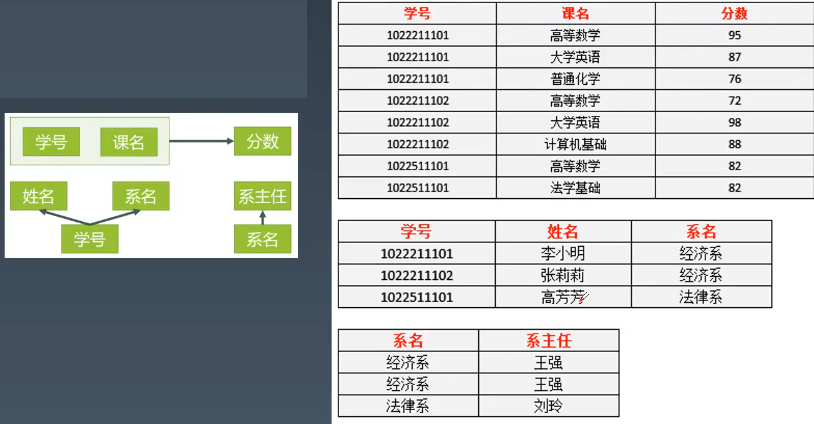 学号 课名 分数
姓名 系名 系主任
学号 系名
学号 课名 分数
1022211101 高等数学 95
1022211101 大学英语 87
1022211101 普通化学 76
1022211102 高等数学 72
1022211102 大学英语 98
1022211102 计算机基础 88
1022511101 高等数学 82
1022511101 法学基础 82
学号 姓名 系名
1022211101 李小明 经济系
1022211102 张莉莉 经济系
1022511101 高芳芳 法律系
系名 系主任
经济系 王强
经济系 王强
法律系 刘玲